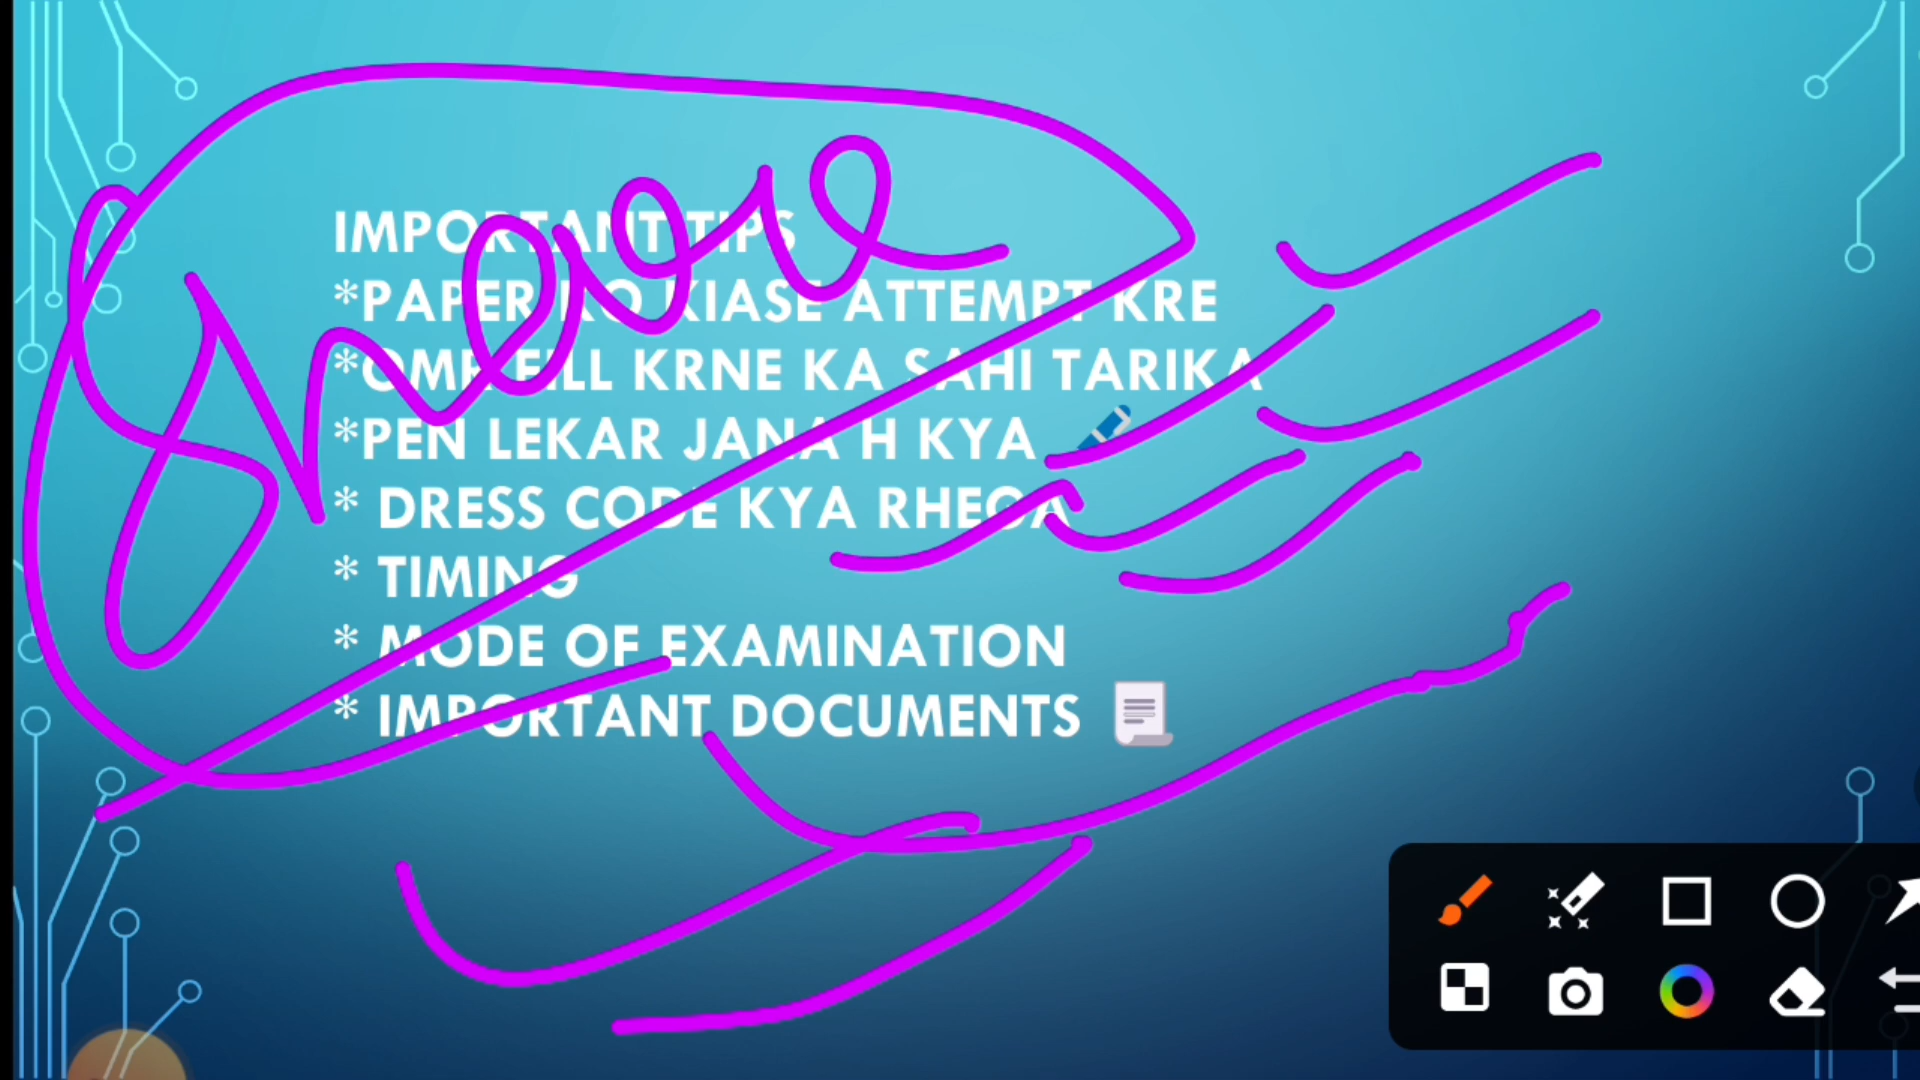 IMPORTANT TIPS
*PAPER KO KIASE ATTEMPT KRE
*OMR FILL KRNE KA SAHI TARIKA
*PEN LEKAR JANA H KYA 🖊
* DRESS CODE KYA RHEGA
* TIMING
* MODE OF EXAMINATION
* IMPORTANT DOCUMENTS 📜